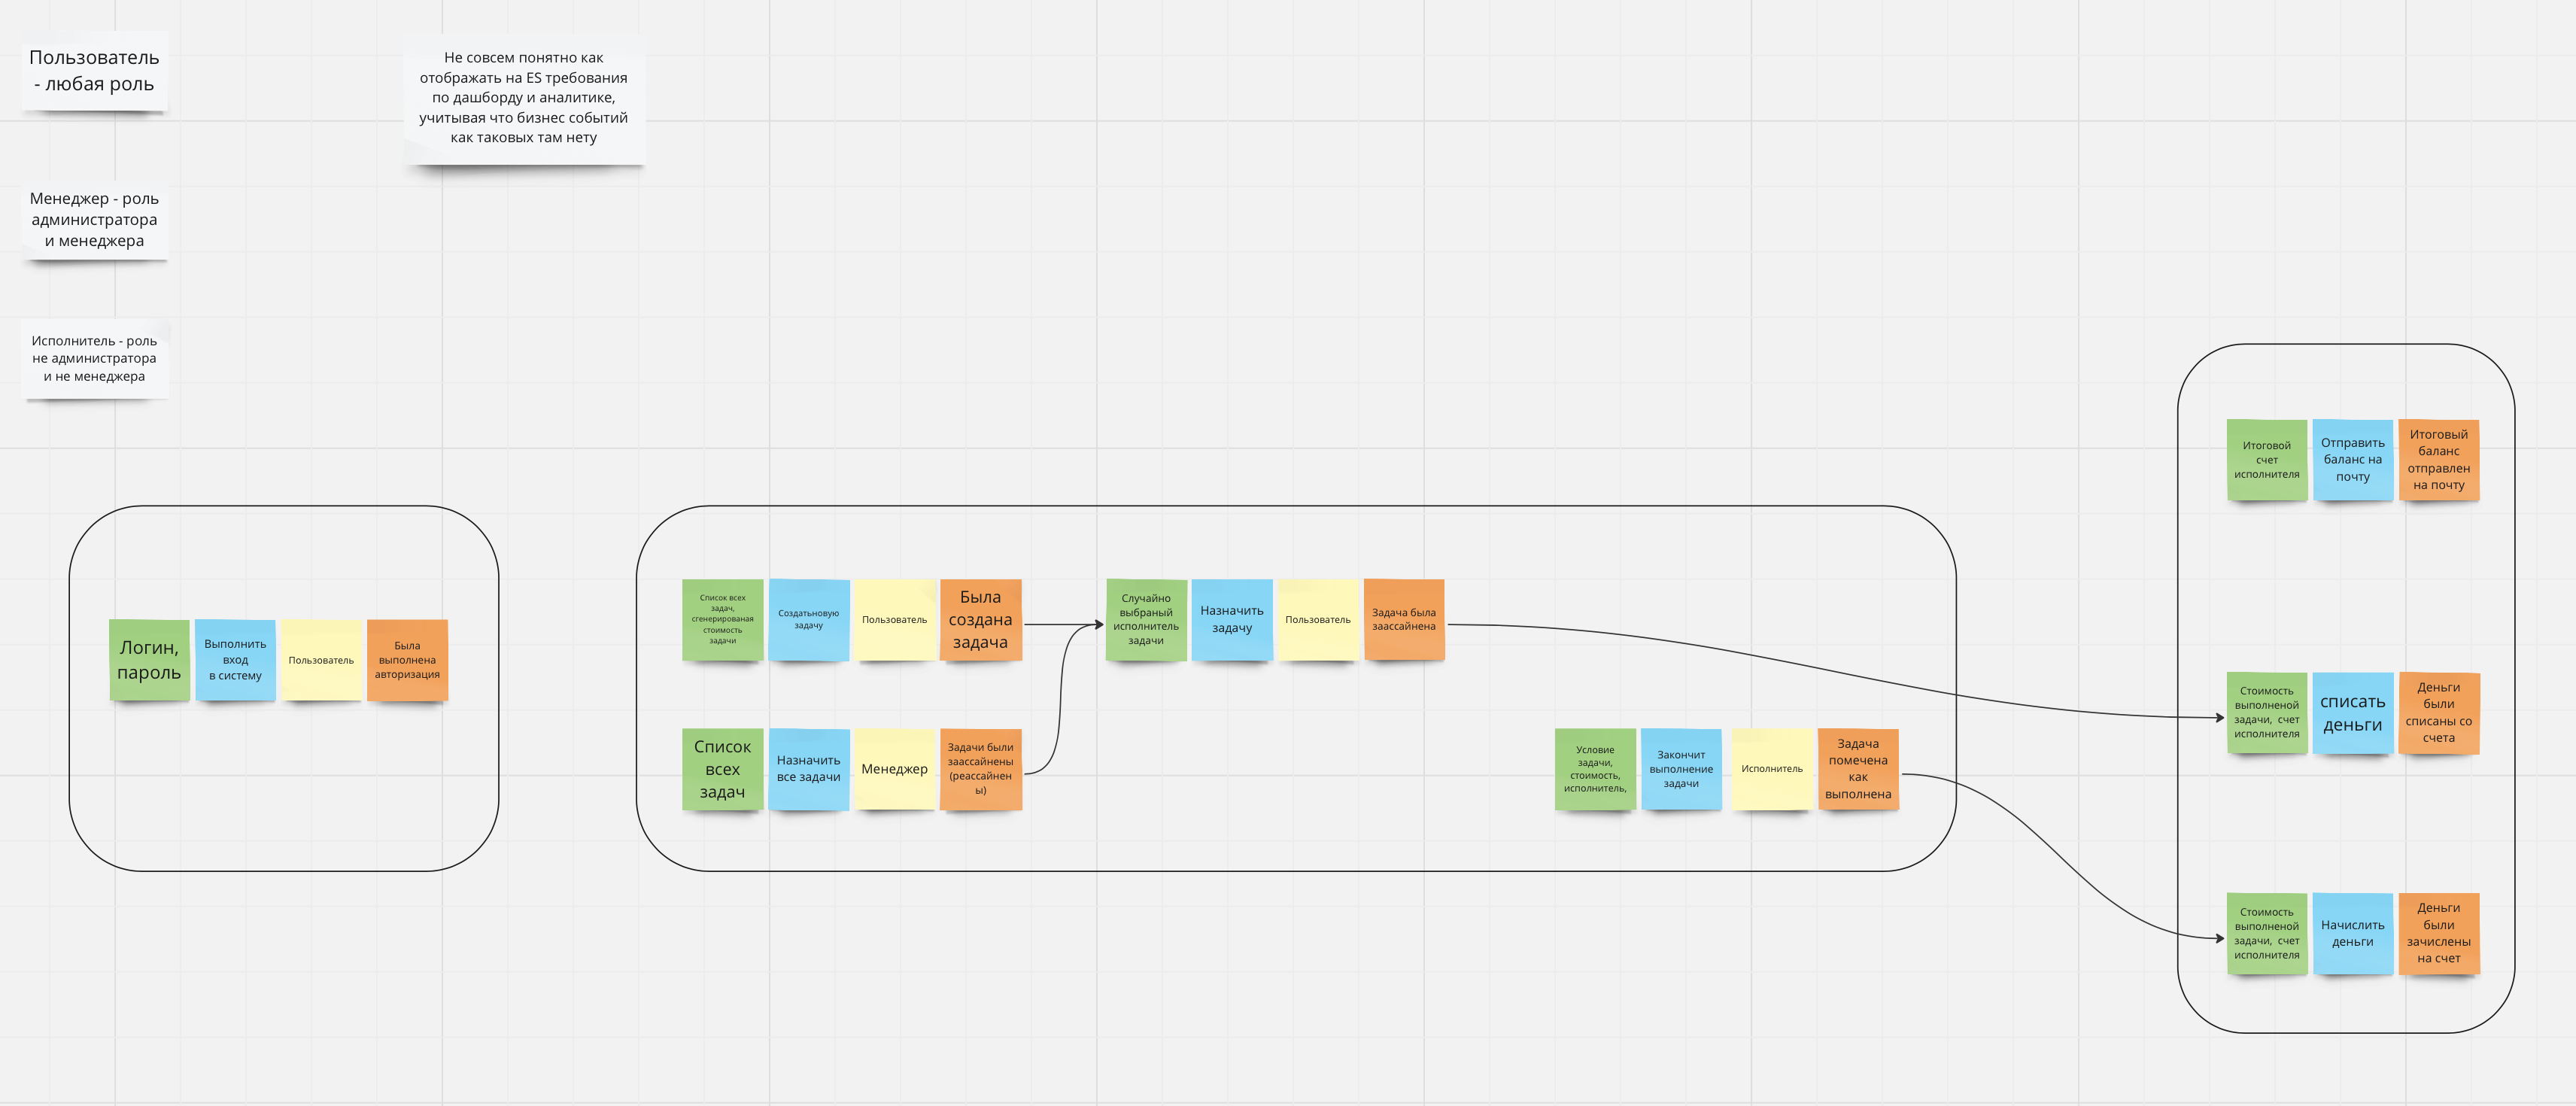 Пользователь
- любая роль
Не совсем понятно как
отображать на ES требования
по дашборду и аналитике,
учитывая что бизнес событий
как таковых там нету
Менеджер - роль
администратора
и менеджера
Исполнитель - роль
не администратора
и не менеджера
Логин,
пароль
Выполнить
вход
в систему
Пользователь
Была
выполнена
авторизация
Список всех
задач,
сгенерированая
стоимость
задачи
Создатьновую
задачу
Пользователь
Была
создана
задача
Случайно
выбраный
исполнитель
задачи
Назначить
задачу
Пользователь
Задача была
заассайнена
Список
всех
задач
Назначить
все задачи
Менеджер
Задачи были
заассайнены
(реассайнен
ы)
Условие
задачи,
стоимость,
исполнитель,
Закончит
выполнение
задачи
Исполнитель
Задача
помечена
как
выполнена
Итоговой
счет
исполнителя
Отправить
баланс на
почту
Итоговый
баланс
отправлен
на почту
Стоимость
выполненой
задачи, счет
исполнителя
списать
деньги
Деньги
были
списаны со
счета
Стоимость
выполненой
задачи, счет
исполнителя
Начислить
деньги
Деньги
были
зачислены
на счет